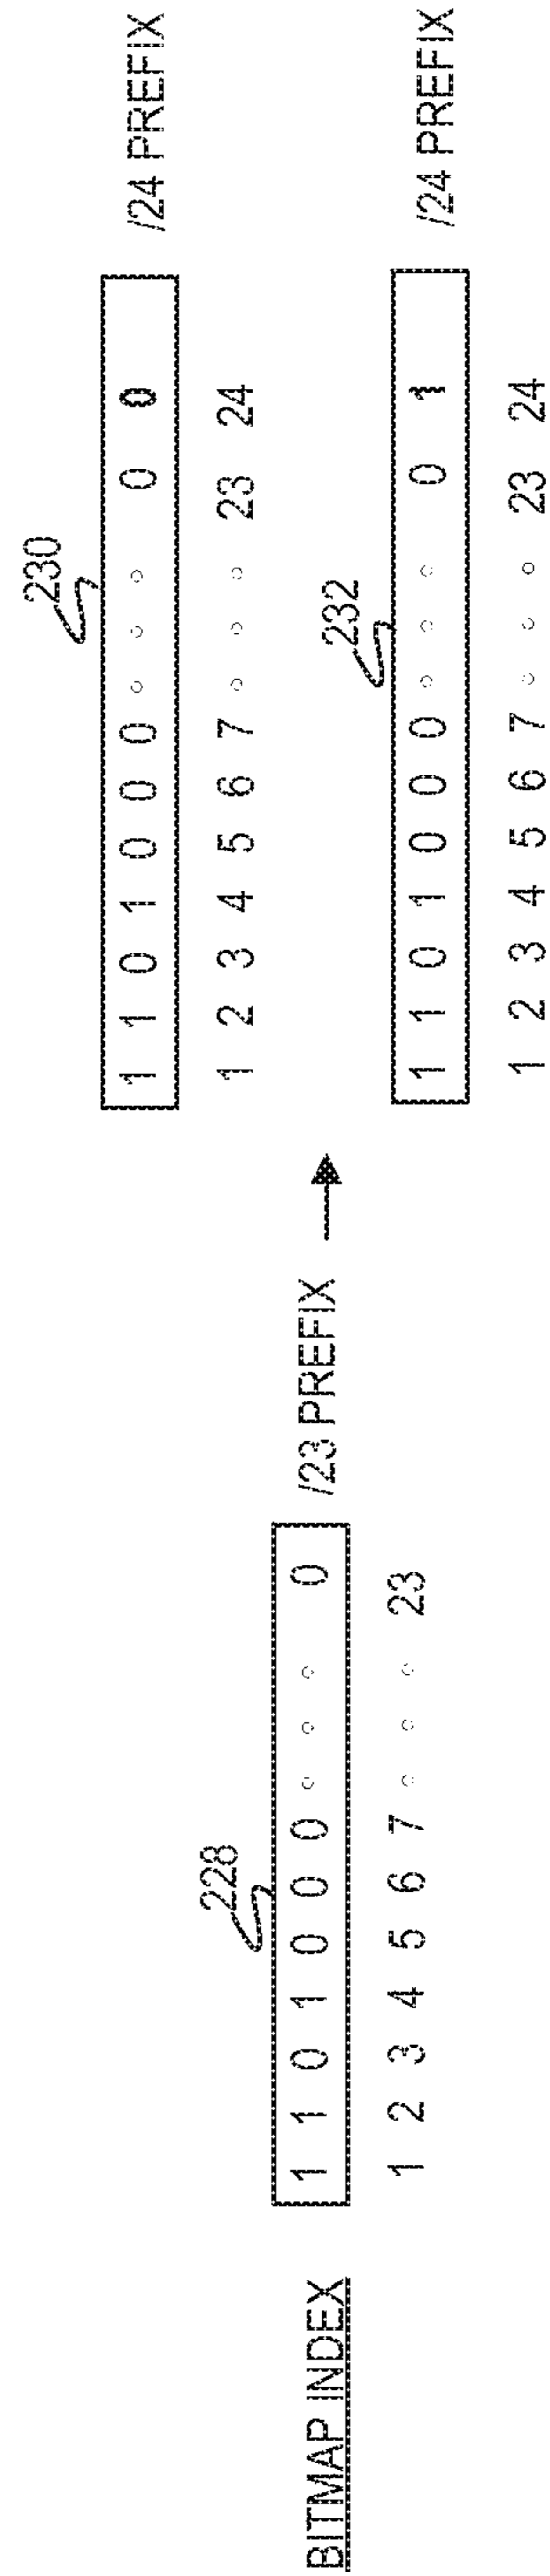 BITMAP INDEX
228
1 1 0 1 0 0 0 ° ° ° 0 /23 PREFIX
1 2 3 4 5 6 7 ° ° ° 23
230
1 1 0 1 0 0 0 ° ° ° 0 0 /24 PREFIX
1 2 3 4 5 6 7 ° ° ° 23 24
232
1 1 0 1 0 0 0 ° ° ° 0 1 /24 PREFIX
1 2 3 4 5 6 7 ° ° ° 23 24